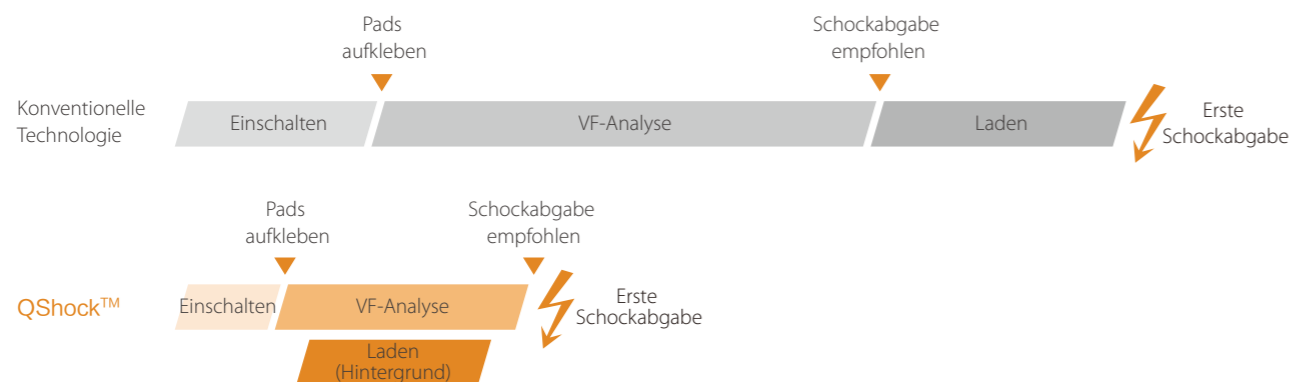 Pads
aufkleben
Schockabgabe
empfohlen
Konventionelle
Technologie
Einschalten
VF-Analyse
Laden
Erste
Schockabgabe
Pads
aufkleben
Schockabgabe
empfohlen
QShock™
Einschalten
VF-Analyse
Erste
Schockabgabe
Laden
(Hintergrund)